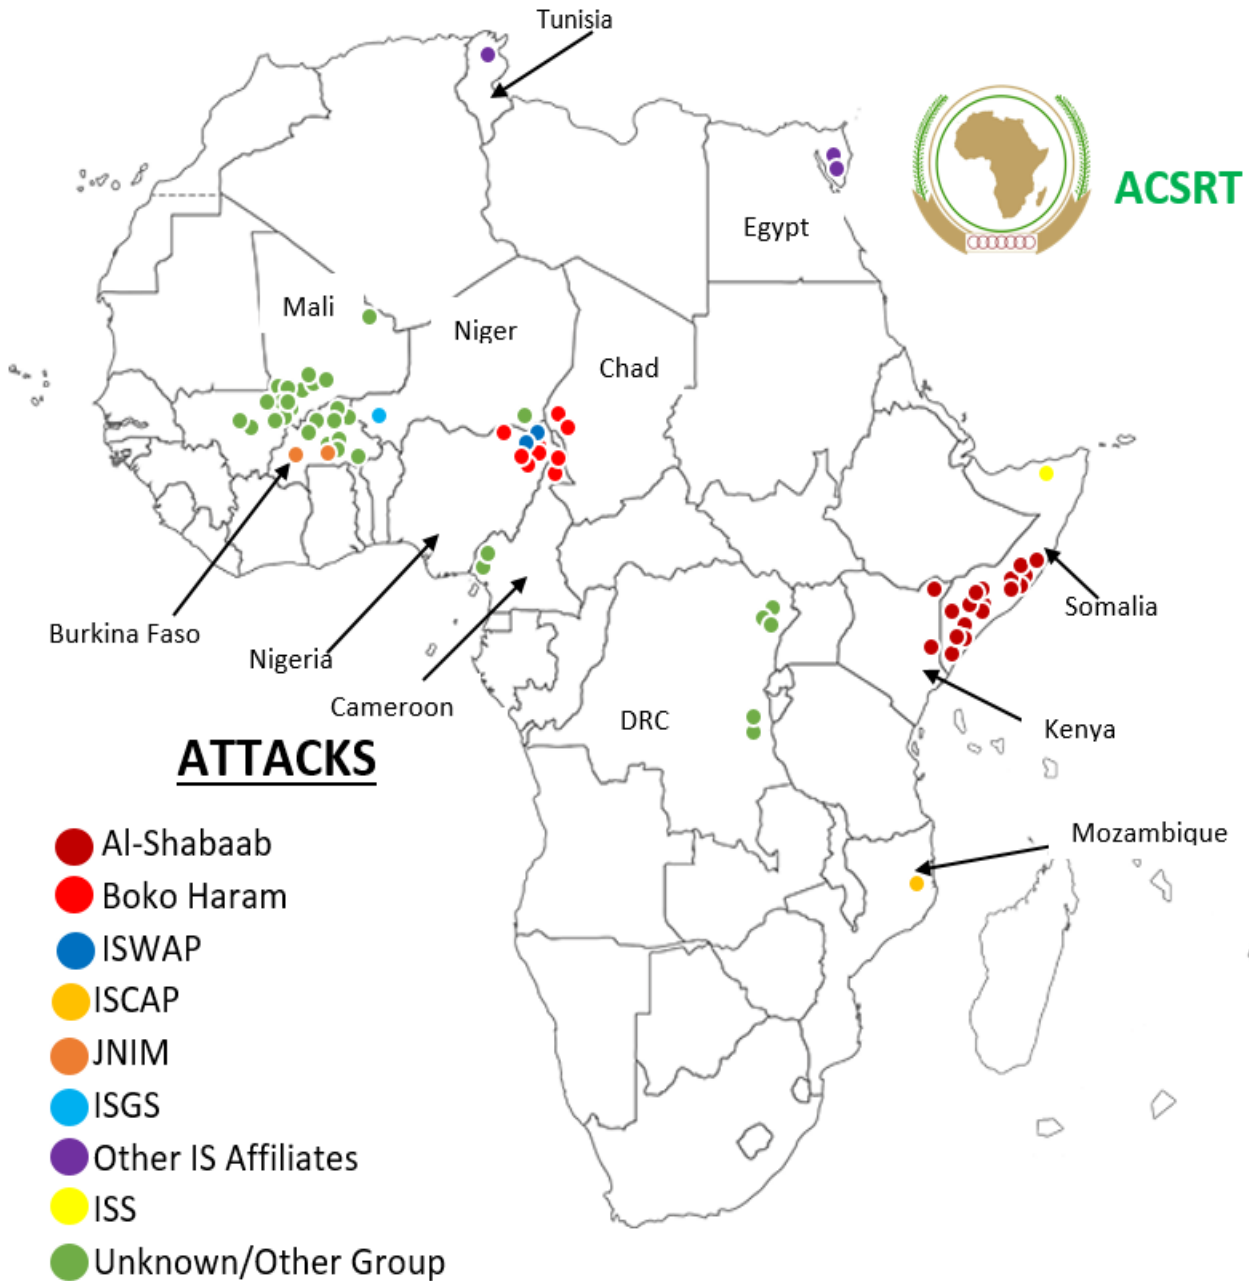 Tunisia
ACSRT
Egypt
Mali
Niger
Chad
Somalia
Burkina Faso
Nigeria
Cameroon
DRC
Kenya
ATTACKS
Mozambique
Al-Shabaab
Boko Haram
ISWAP
ISCAP
JNIM
ISGS
Other IS Affiliates
ISS
Unknown/Other Group